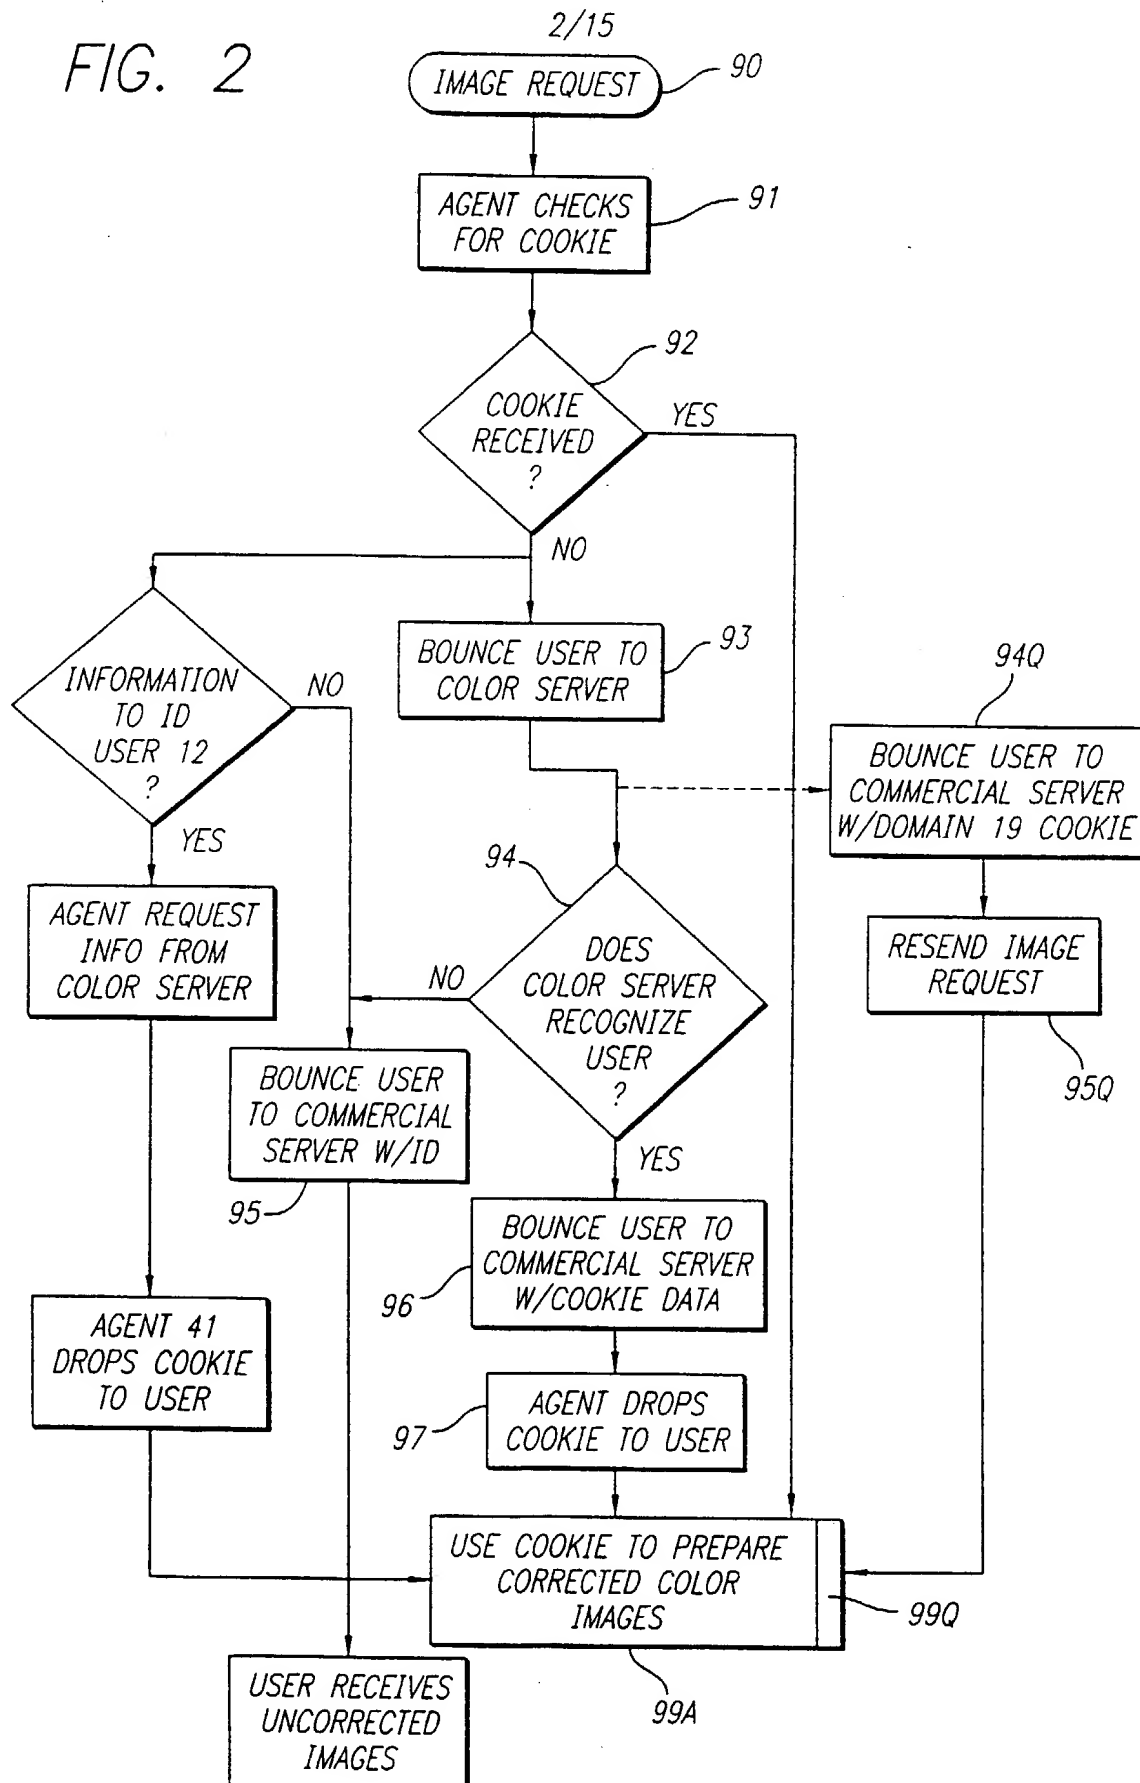 2/15
FIG. 2
IMAGE REQUEST
90
AGENT CHECKS
FOR COOKIE
91
92
COOKIE
RECEIVED
?
YES
NO
INFORMATION
TO ID
USER 12
?
NO
YES
BOUNCE USER TO
COLOR SERVER
93
94Q
BOUNCE USER TO
COMMERCIAL SERVER
W/DOMAIN 19 COOKIE
RESEND IMAGE
REQUEST
95Q
AGENT REQUEST
INFO FROM
COLOR SERVER
94
DOES
COLOR SERVER
RECOGNIZE
USER
?
NO
YES
BOUNCE USER
TO COMMERCIAL
SERVER W/ID
95
BOUNCE USER TO
COMMERCIAL SERVER
W/COOKIE DATA
96
AGENT 41
DROPS COOKIE
TO USER
AGENT DROPS
COOKIE TO USER
97
USE COOKIE TO PREPARE
CORRECTED COLOR
IMAGES
99Q
99A
USER RECEIVES
UNCORRECTED
IMAGES